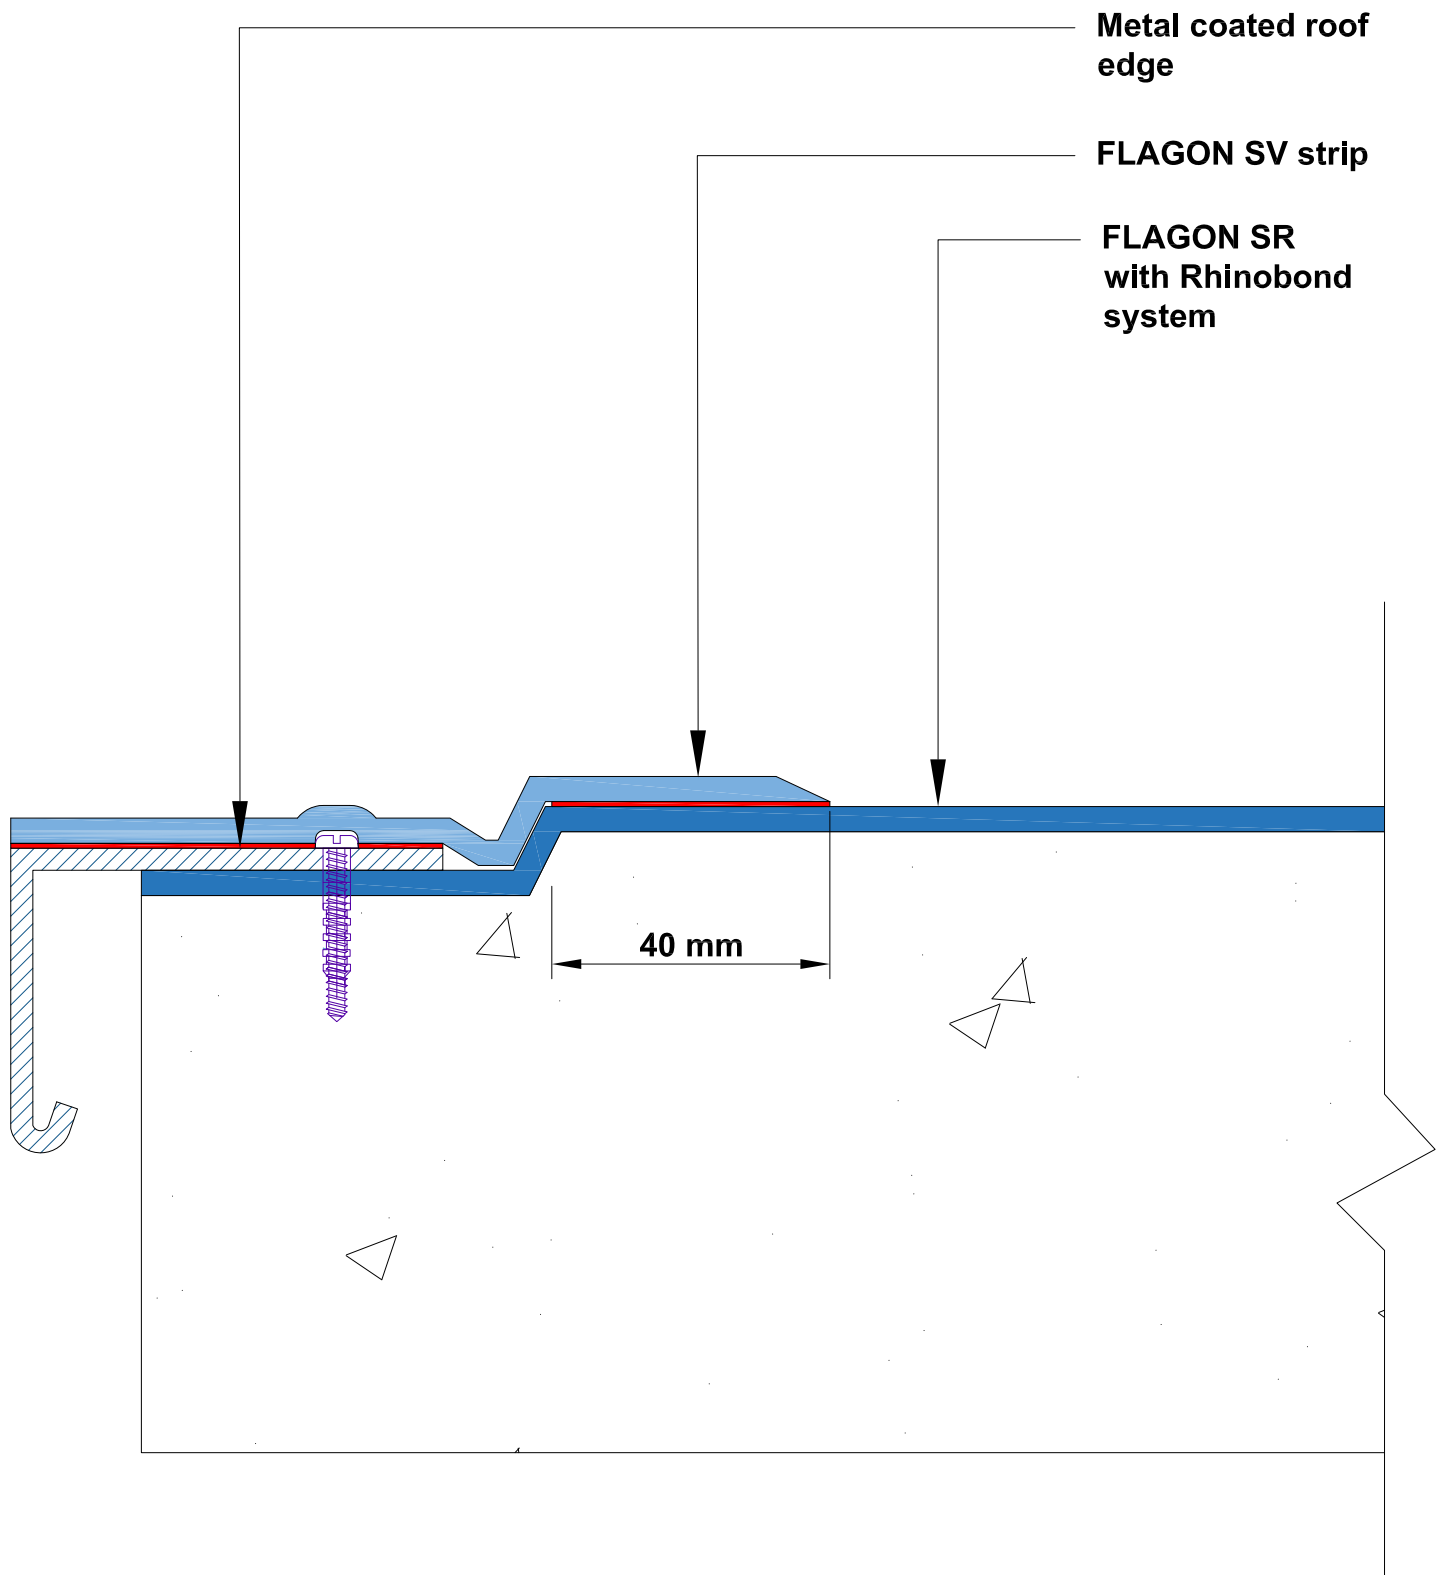 Metal coated roof
edge
FLAGON SV strip
FLAGON SR
with Rhinobond
system
40 mm